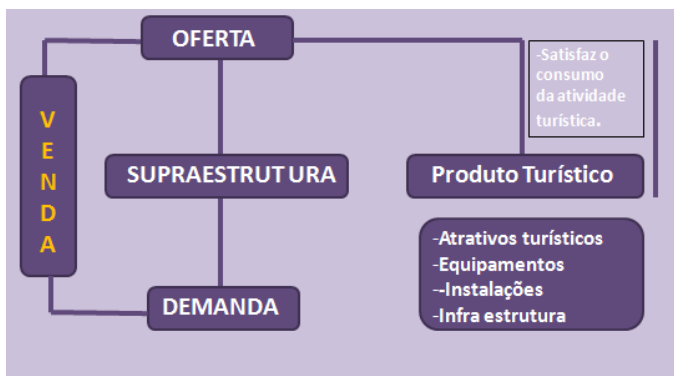 OFERTA
-Satisfaz o
consumo
da atividade
turística.
V
E
N
D
A
SUPRAESTRUT URA
Produto Turístico
-Atrativos turísticos
-Equipamentos
--Instalações
-Infra estrutura
DEMANDA